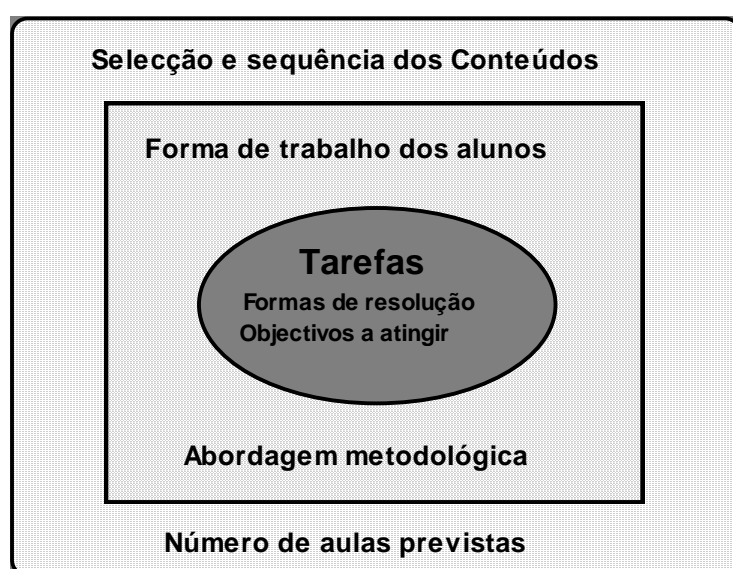 Selecção e sequência dos Conteúdos
Forma de trabalho dos alunos
Tarefas
Formas de resolução
Objectivos a atingir
Abordagem metodológica
Número de aulas previstas